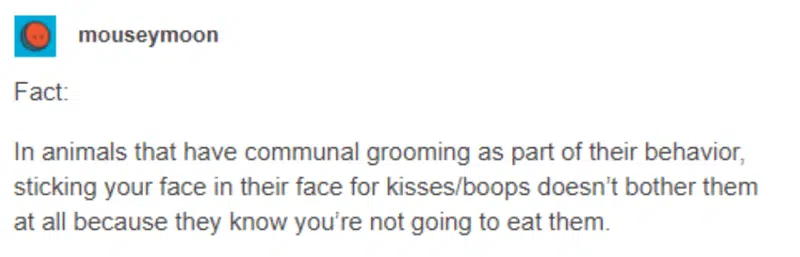 mouseymoon
Fact:
In animals that have communal grooming as part of their behavior,
sticking your face in their face for kisses/boops doesn’t bother them
at all because they know you’re not going to eat them.